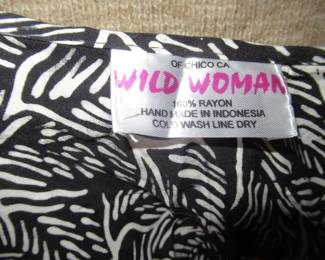 OF CHICO CA
WILD WOMAN
100% RAYON
HAND MADE IN INDONESIA
COLD WASH LINE DRY